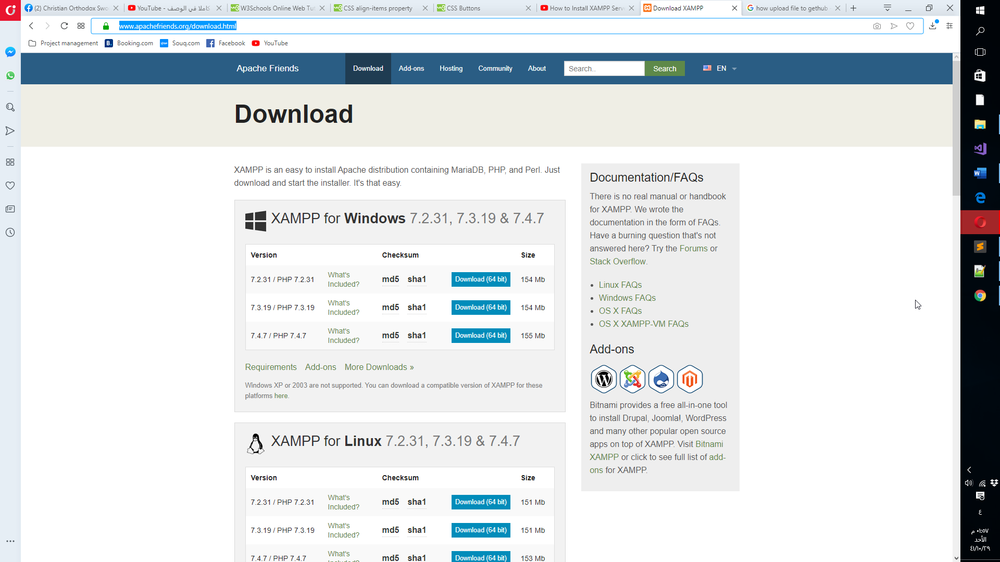 (2) Christian Orthodox Swo
YouTube - كاملا في الوصف
W3Schools Online Web Tut
CSS align-items property
CSS Buttons
How to Install XAMPP Serve
Download XAMPP
how upload file to gethub
www.apachefriends.org/download.html
Project management
Booking.com
Souq.com
Facebook
YouTube
Apache Friends
Download
Add-ons
Hosting
Community
About
Search..
Search
EN
Download
XAMPP is an easy to install Apache distribution containing MariaDB, PHP, and Perl. Just
download and start the installer. It's that easy.
XAMPP for Windows 7.2.31, 7.3.19 & 7.4.7
Version Checksum Size
7.2.31 / PHP 7.2.31 What's Included? md5 sha1 Download (64 bit) 154 Mb
7.3.19 / PHP 7.3.19 What's Included? md5 sha1 Download (64 bit) 154 Mb
7.4.7 / PHP 7.4.7 What's Included? md5 sha1 Download (64 bit) 155 Mb
Requirements Add-ons More Downloads »
Windows XP or 2003 are not supported. You can download a compatible version of XAMPP for these
platforms here.
XAMPP for Linux 7.2.31, 7.3.19 & 7.4.7
Version Checksum Size
7.2.31 / PHP 7.2.31 What's Included? md5 sha1 Download (64 bit) 151 Mb
7.3.19 / PHP 7.3.19 What's Included? md5 sha1 Download (64 bit) 151 Mb
7.4.7 / PHP 7.4.7 What's Included? md5 sha1 Download (64 bit) 153 Mb
Documentation/FAQs
There is no real manual or handbook
for XAMPP. We wrote the
documentation in the form of FAQs.
Have a burning question that's not
answered here? Try the Forums or
Stack Overflow.
Linux FAQs
Windows FAQs
OS X FAQs
OS X XAMPP-VM FAQs
Add-ons
Bitnami provides a free all-in-one tool
to install Drupal, Joomla!, WordPress
and many other popular open source
apps on top of XAMPP. Visit Bitnami
XAMPP or click to see full list of add-
ons for XAMPP.
ع
٠١:٥٧ م
الأحد
٤١/١٠/٢٩